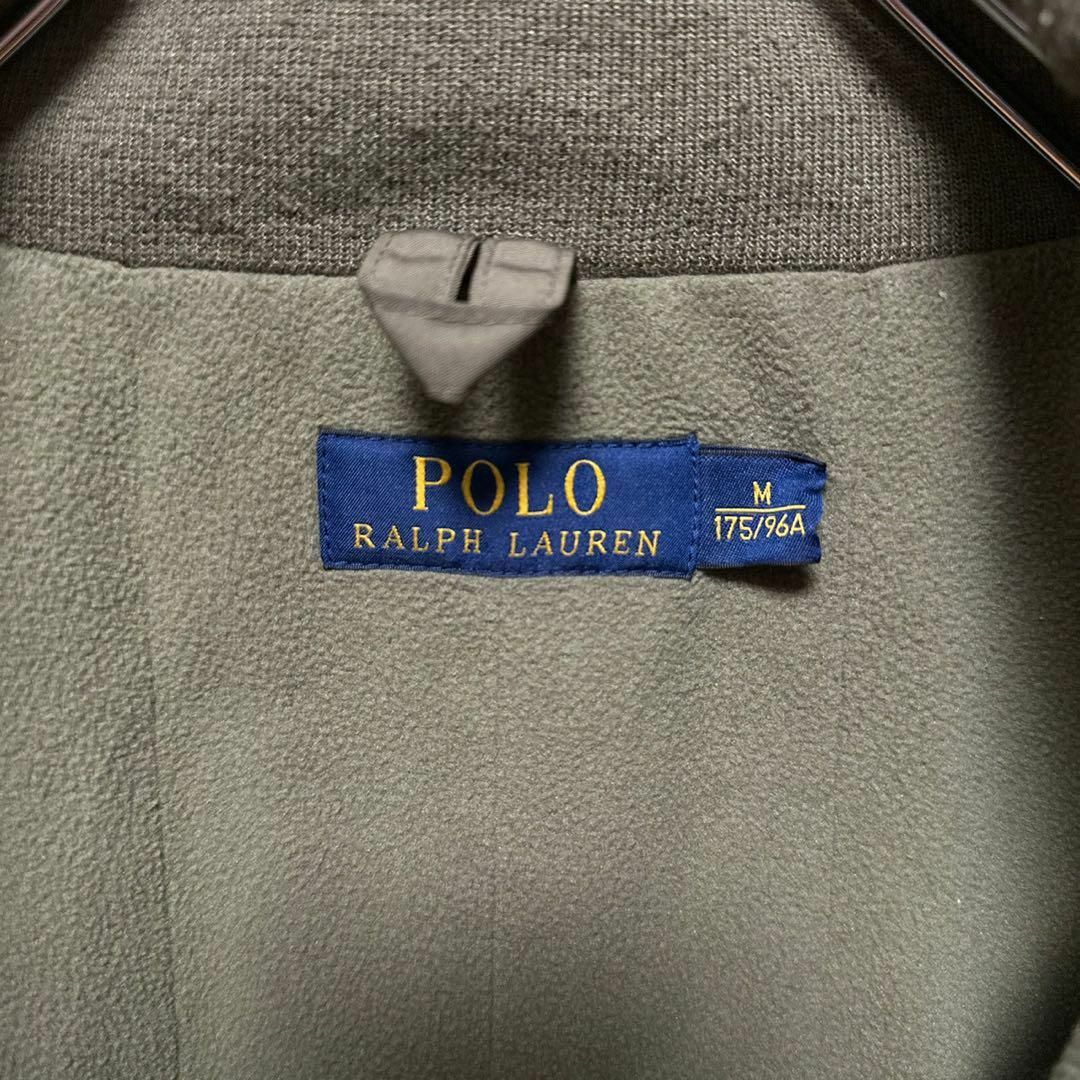 POLO
RALPH LAUREN
M
175/96A